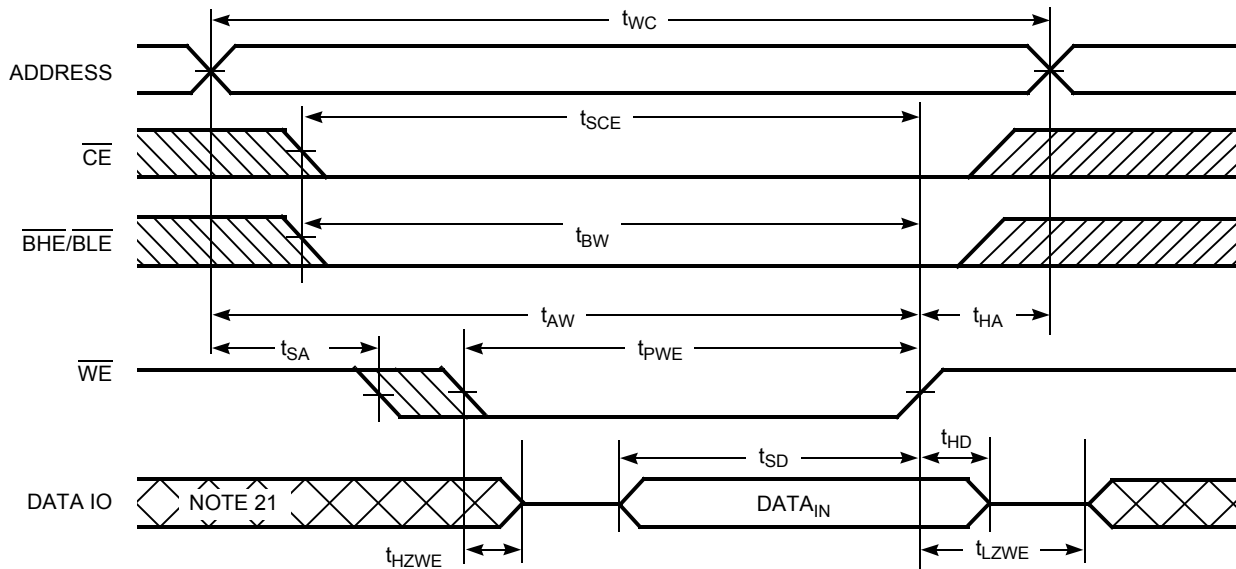 tWC
ADDRESS
tSCE
CE
BHE/BLE
tBW
tAW
tHA
tSA
tPWE
WE
tHD
tSD
DATA IO
NOTE 21
DATAIN
tHZWE
tLZWE